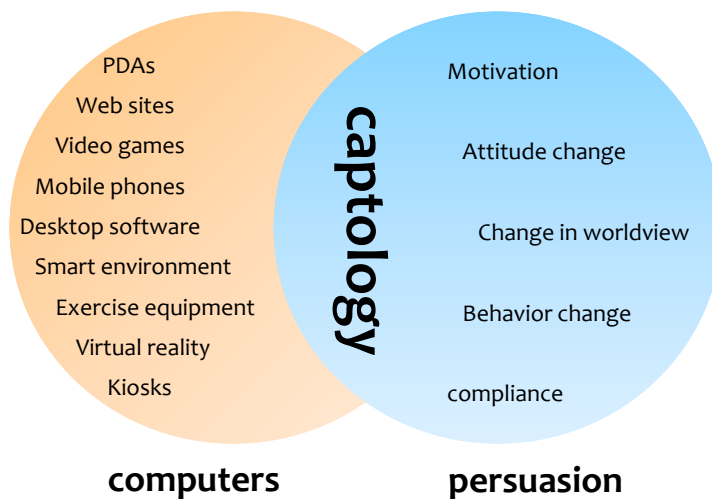 PDAs
Web sites
Video games
Mobile phones
Desktop software
Smart environment
Exercise equipment
Virtual reality
Kiosks
captology
Motivation
Attitude change
Change in worldview
Behavior change
compliance
computers
persuasion